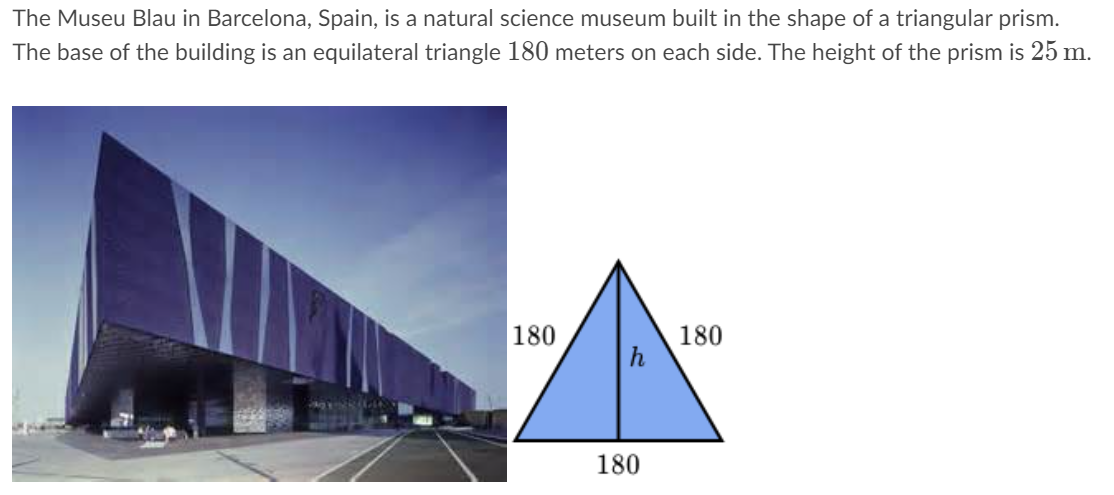 The Museu Blau in Barcelona, Spain, is a natural science museum built in the shape of a triangular prism.
The base of the building is an equilateral triangle 180 meters on each side. The height of the prism is 25 m.
180
180
h
180